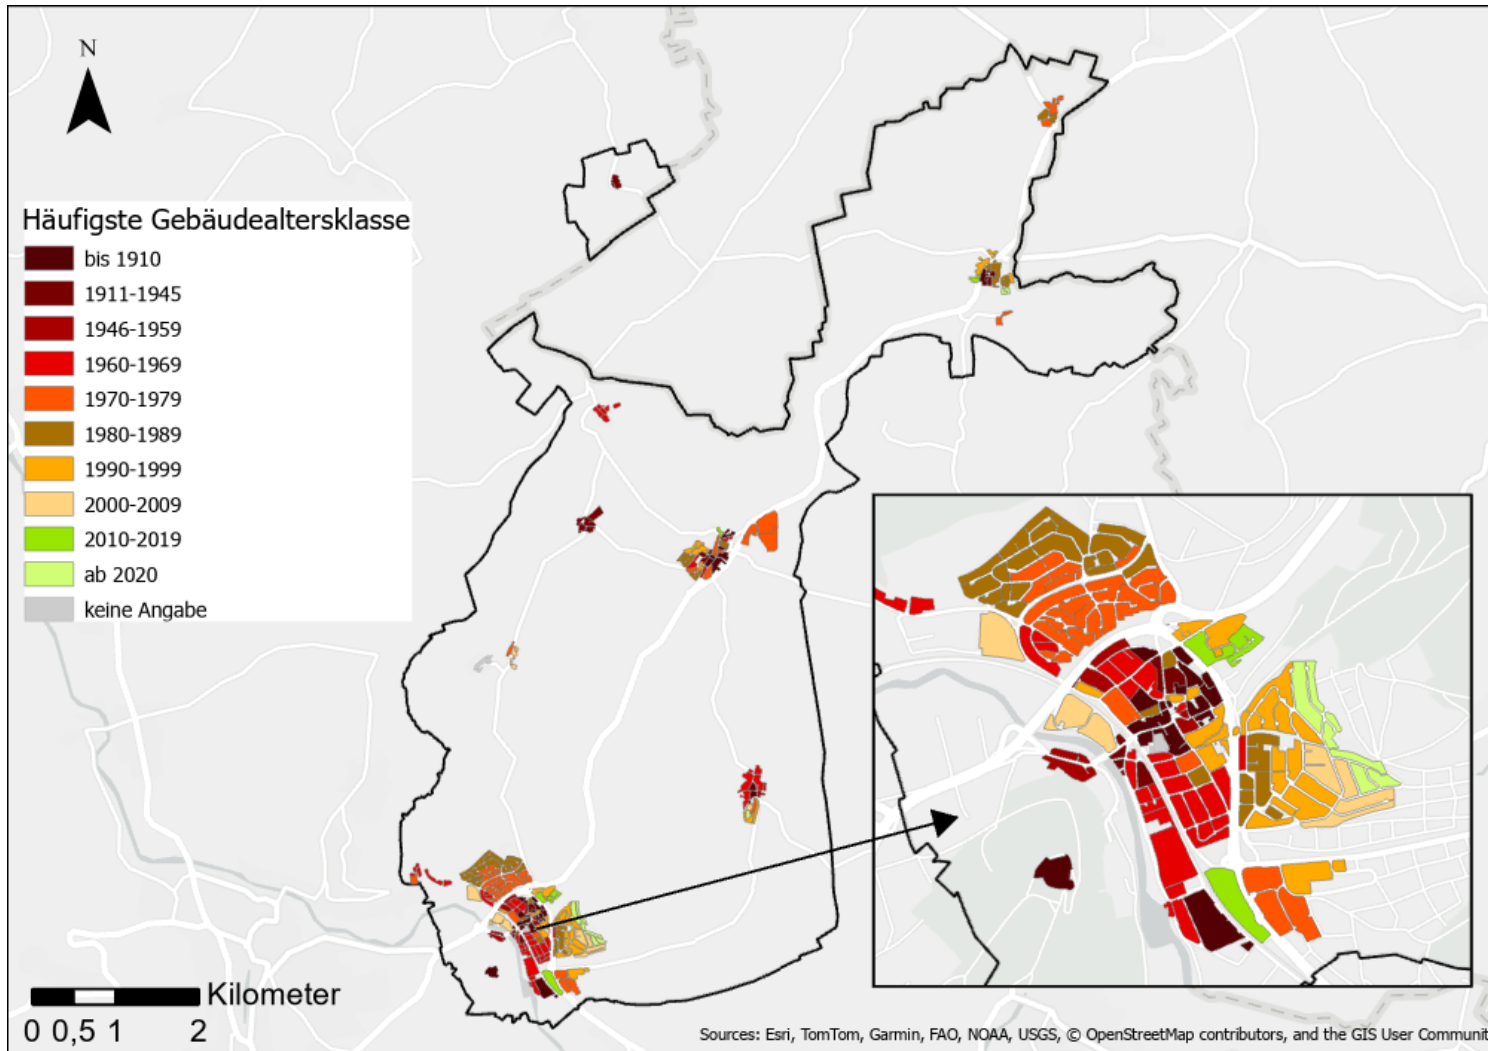 N
Häufigste Gebäudealtersklasse
bis 1910
1911-1945
1946-1959
1960-1969
1970-1979
1980-1989
1990-1999
2000-2009
2010-2019
ab 2020
keine Angabe
Kilometer
0 0,5 1 2
Sources: Esri, TomTom, Garmin, FAO, NOAA, USGS, © OpenStreetMap contributors, and the GIS User